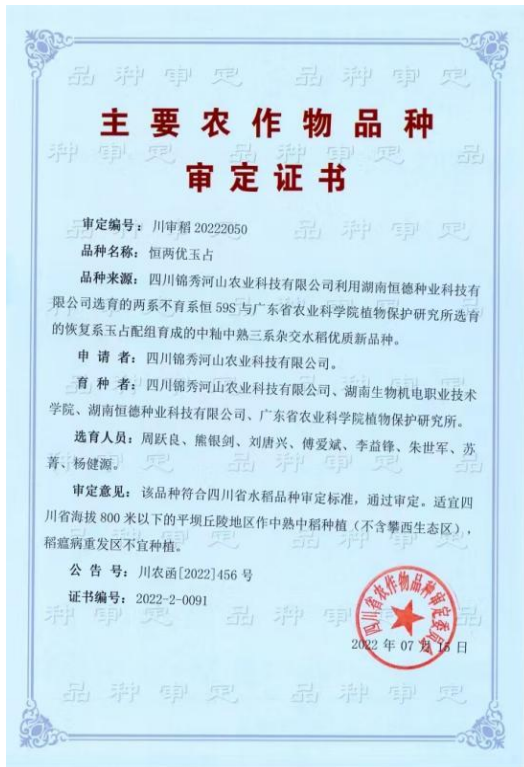 主要农作物品种
审定证书
审定编号：川审稻 20222050
品种名称：恒两优玉占
品种来源：四川锦秀河山农业科技有限公司利用湖南恒德种业科技有
限公司选育的两系不育系恒 59S 与广东省农业科学院植物保护研究所选育
的恢复系玉占配组育成的中籼中熟三系杂交水稻优质新品种。
申 请 者：四川锦秀河山农业科技有限公司。
育 种 者：四川锦秀河山农业科技有限公司、湖南生物机电职业技术
学院、湖南恒德种业科技有限公司、广东省农业科学院植物保护研究所。
选育人员：周跃良、熊银剑、刘唐兴、傅爱斌、李益锋、朱世军、苏
菁、杨健源。
审定意见：该品种符合四川省水稻品种审定标准，通过审定。适宜四
川省海拔 800 米以下的平坝丘陵地区作中熟中稻种植（不含攀西生态区），
稻瘟病重发区不宜种植。
公 告 号：川农函[2022]456 号
证书编号：2022-2-0091
四川省农作物品种审定委员会
2022 年 07 月 15 日